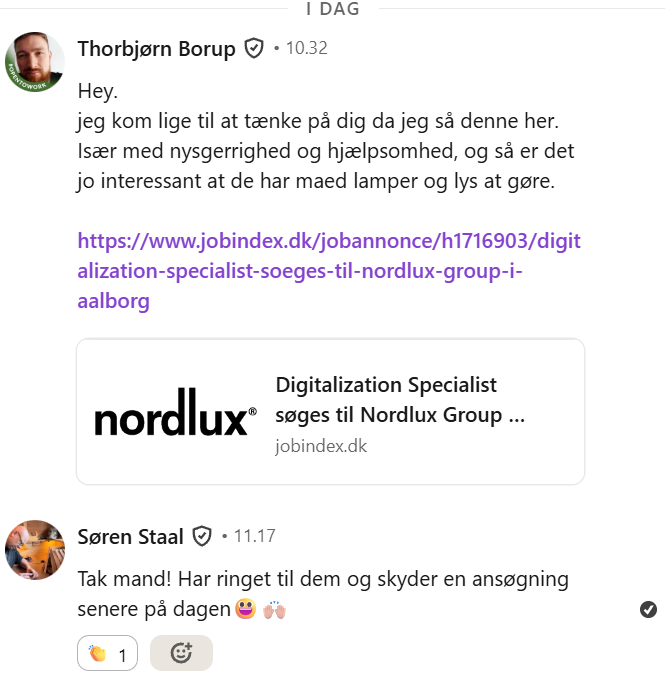 I DAG
Thorbjørn Borup • 10.32
#OPENTOWORK
Hey.
jeg kom lige til at tænke på dig da jeg så denne her.
Især med nysgerrighed og hjælpsomhed, og så er det
jo interessant at de har maed lamper og lys at gøre.
https://www.jobindex.dk/jobannonce/h1716903/digit
alization-specialist-soeges-til-nordlux-group-i-
aalborg
nordlux®
Digitalization Specialist
søges til Nordlux Group ...
jobindex.dk
Søren Staal • 11.17
Tak mand! Har ringet til dem og skyder en ansøgning
senere på dagen😃 🙌🏻
👏 1